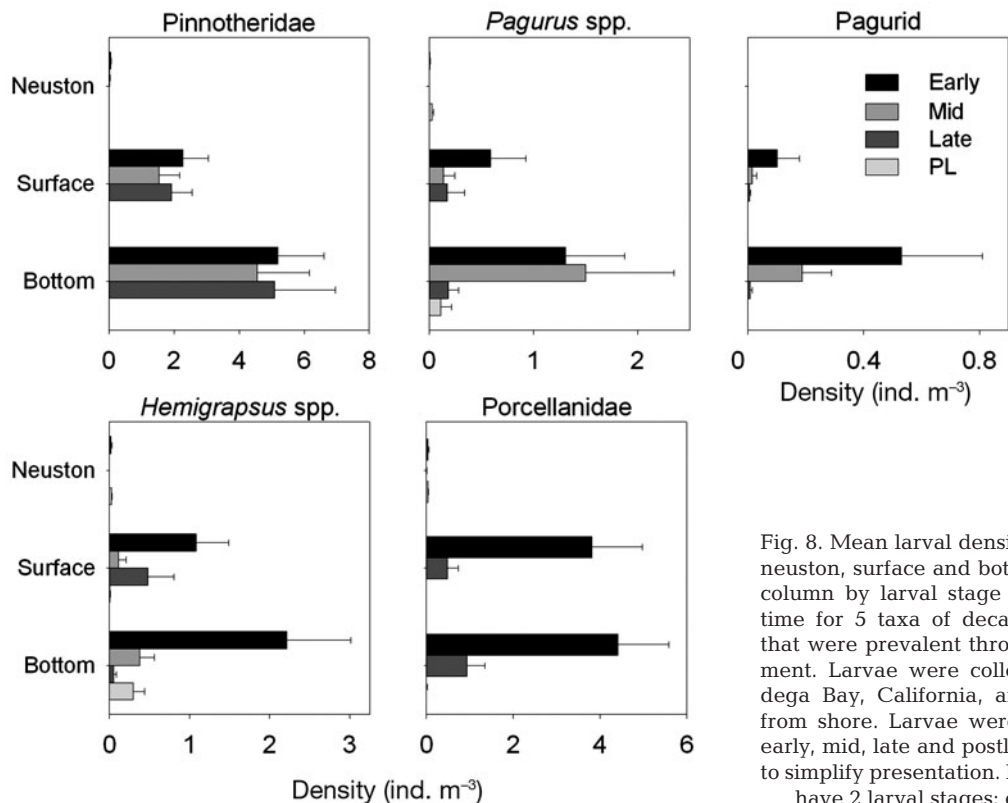 Pinnotheridae
Pagurus spp.
Pagurid
Neuston
Surface
Bottom
Early
Mid
Late
PL
0 2 4 6 8
0 1 2
0 0.4 0.8
Density (ind. m⁻³)
Hemigrapsus spp.
Porcellanidae
Neuston
Surface
Bottom
0 1 2 3
0 2 4 6
Density (ind. m⁻³)
Fig. 8. Mean larval densi
neuston, surface and bot
column by larval stage
time for 5 taxa of deca
that were prevalent thro
ment. Larvae were colle
dega Bay, California, a
from shore. Larvae were
early, mid, late and postl
to simplify presentation.
have 2 larval stages: